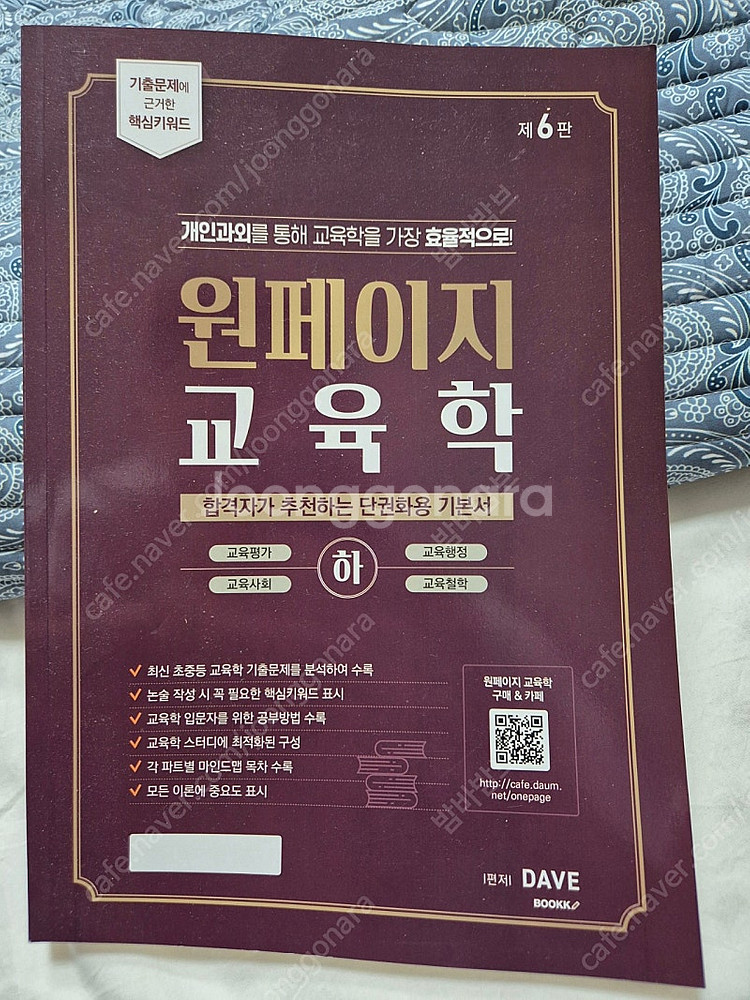 기출문제에
근거한
핵심키워드
제6판
개인과외를 통해 교육학을 가장 효율적으로!
원페이지
교육학
합격자가 추천하는 단권화용 기본서
교육평가
교육행정
하
교육사회
교육철학
✓ 최신 초중등 교육학 기출문제를 분석하여 수록
✓ 논술 작성 시 꼭 필요한 핵심키워드 표시
✓ 교육학 입문자를 위한 공부방법 수록
✓ 교육학 스터디에 최적화된 구성
✓ 각 파트별 마인드맵 목차 수록
✓ 모든 이론에 중요도 표시
원페이지 교육학
구매 & 카페
http://cafe.daum.
net/onepage
|편저| DAVE
BOOKK
joonggonara
cafe.naver.com/joonggonara